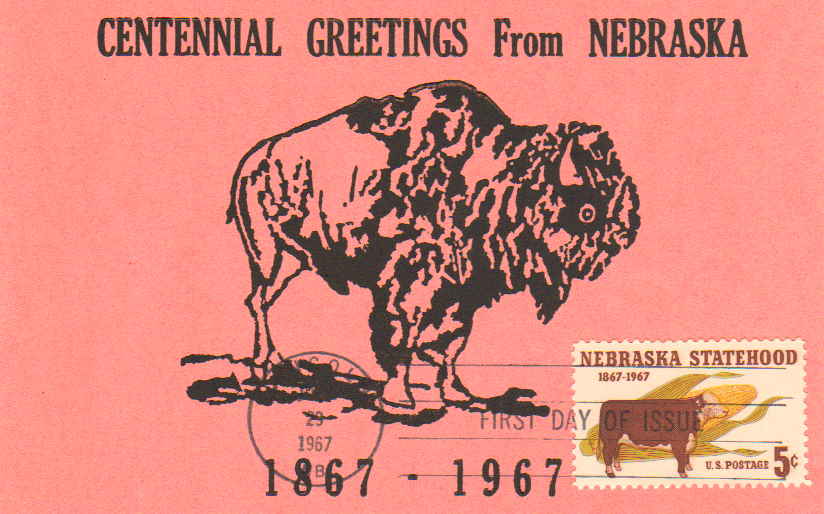 CENTENNIAL GREETINGS From NEBRASKA
NEBRASKA STATEHOOD
1867-1967
FIRST DAY OF ISSUE
29
1967
U.S. POSTAGE 5¢
1867 - 1967